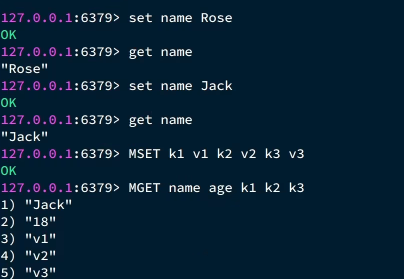 127.0.0.1:6379> set name Rose
OK
127.0.0.1:6379> get name
"Rose"
127.0.0.1:6379> set name Jack
OK
127.0.0.1:6379> get name
"Jack"
127.0.0.1:6379> MSET k1 v1 k2 v2 k3 v3
OK
127.0.0.1:6379> MGET name age k1 k2 k3
1) "Jack"
2) "18"
3) "v1"
4) "v2"
5) "v3"